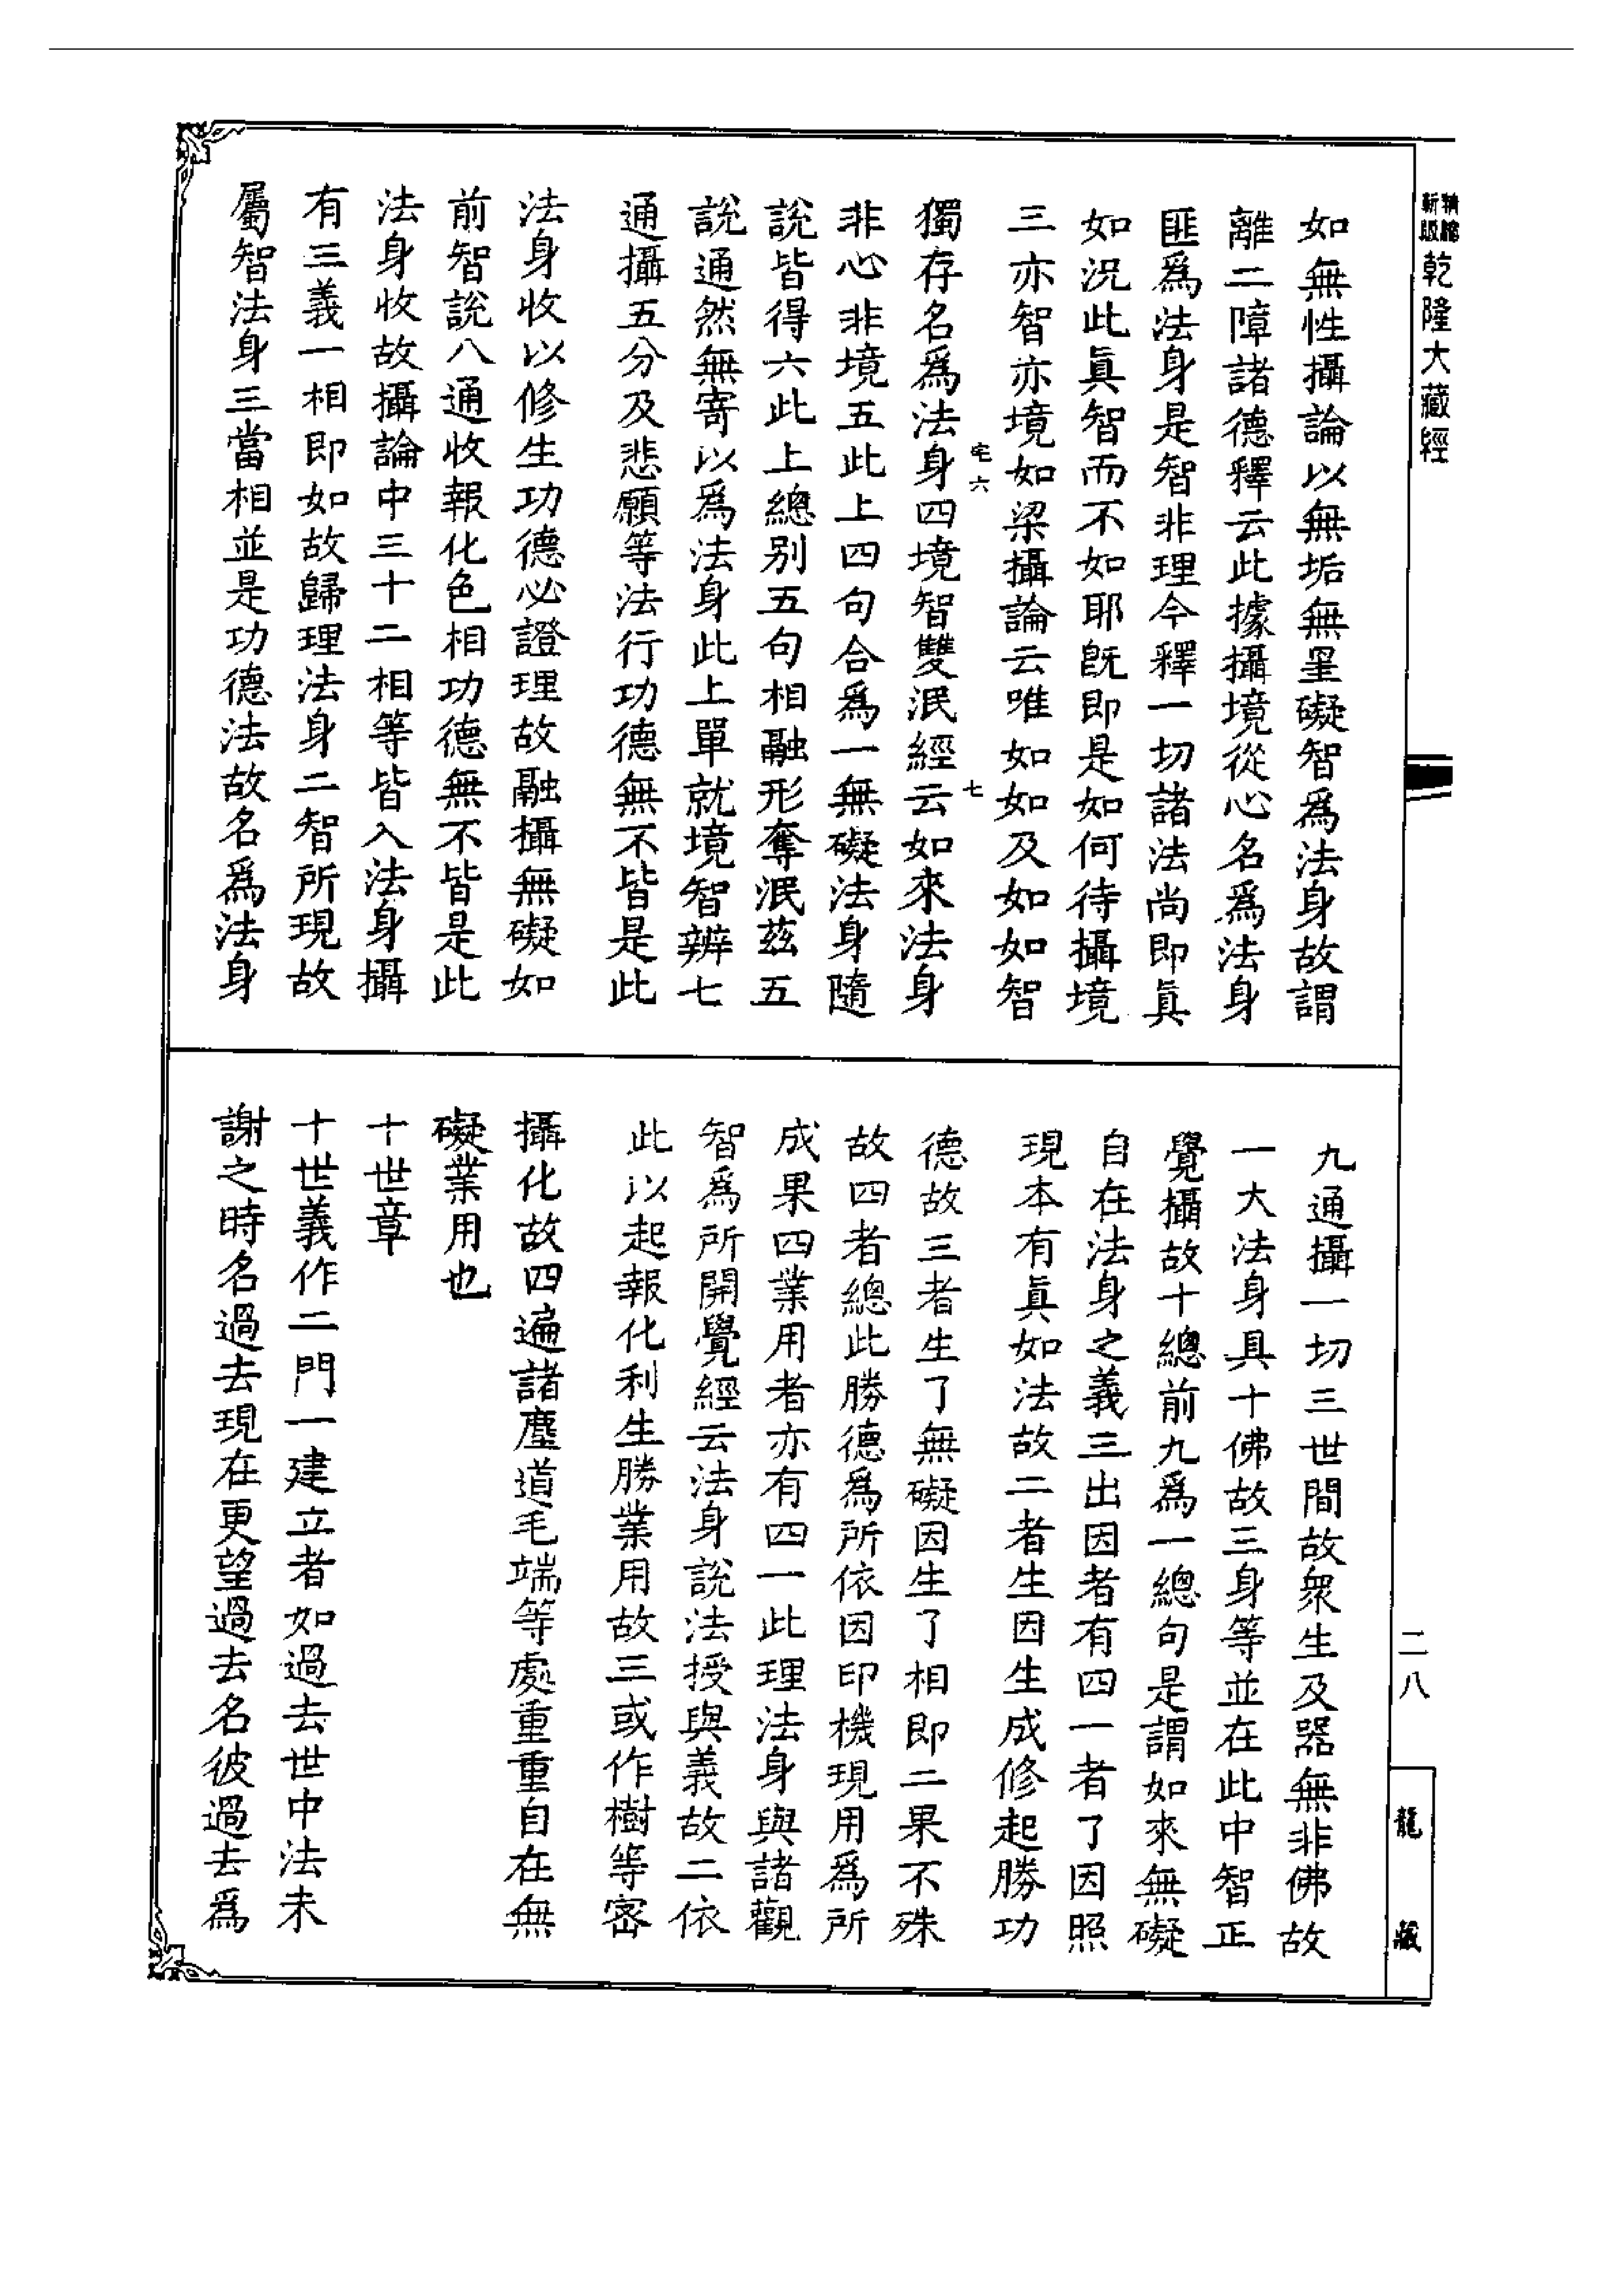 精縮新版乾隆大藏經
如無性攝論以無垢無星礙智爲法身故謂
離二障諸德釋云此據攝境從心名爲法身
匪爲法身是智非理今釋一切諸法尚即眞
如況此眞智而不如耶旣即是如何待攝境
三亦智亦境如梁攝論云唯如如及如如智
宅六 七
獨存名爲法身四境智雙泯經云如來法身
非心非境五此上四句合爲一無礙法身隨
說皆得六此上總別五句相融形奪泯茲五
說通然無寄以爲法身此上單就境智辨七
通攝五分及悲願等法行功德無不皆是此
法身收以修生功德必證理故融攝無礙如
前智說八通收報化色相功德無不皆是此
法身收故攝論中三十二相等皆入法身攝
有三義一相即如故歸理法身二智所現故
屬智法身三當相並是功德法故名爲法身
九通攝一切三世間故衆生及器無非佛故
一大法身具十佛故三身等並在此中智正
覺攝故十總前九爲一總句是謂如來無礙
自在法身之義三出因者有四一者了因照
現本有眞如法故二者生因生成修起勝功
德故三者生了無礙因生了相即二果不殊
故四者總此勝德爲所依因印機現用爲所
成果四業用者亦有四一此理法身與諸觀
智爲所開覺經云法身說法授與義故二依
此以起報化利生勝業用故三或作樹等密
攝化故四遍諸塵道毛端等處重重自在無
礙業用也
十世章
十世義作二門一建立者如過去世中法未
謝之時名過去現在更望過去名彼過去爲
二八
龍藏